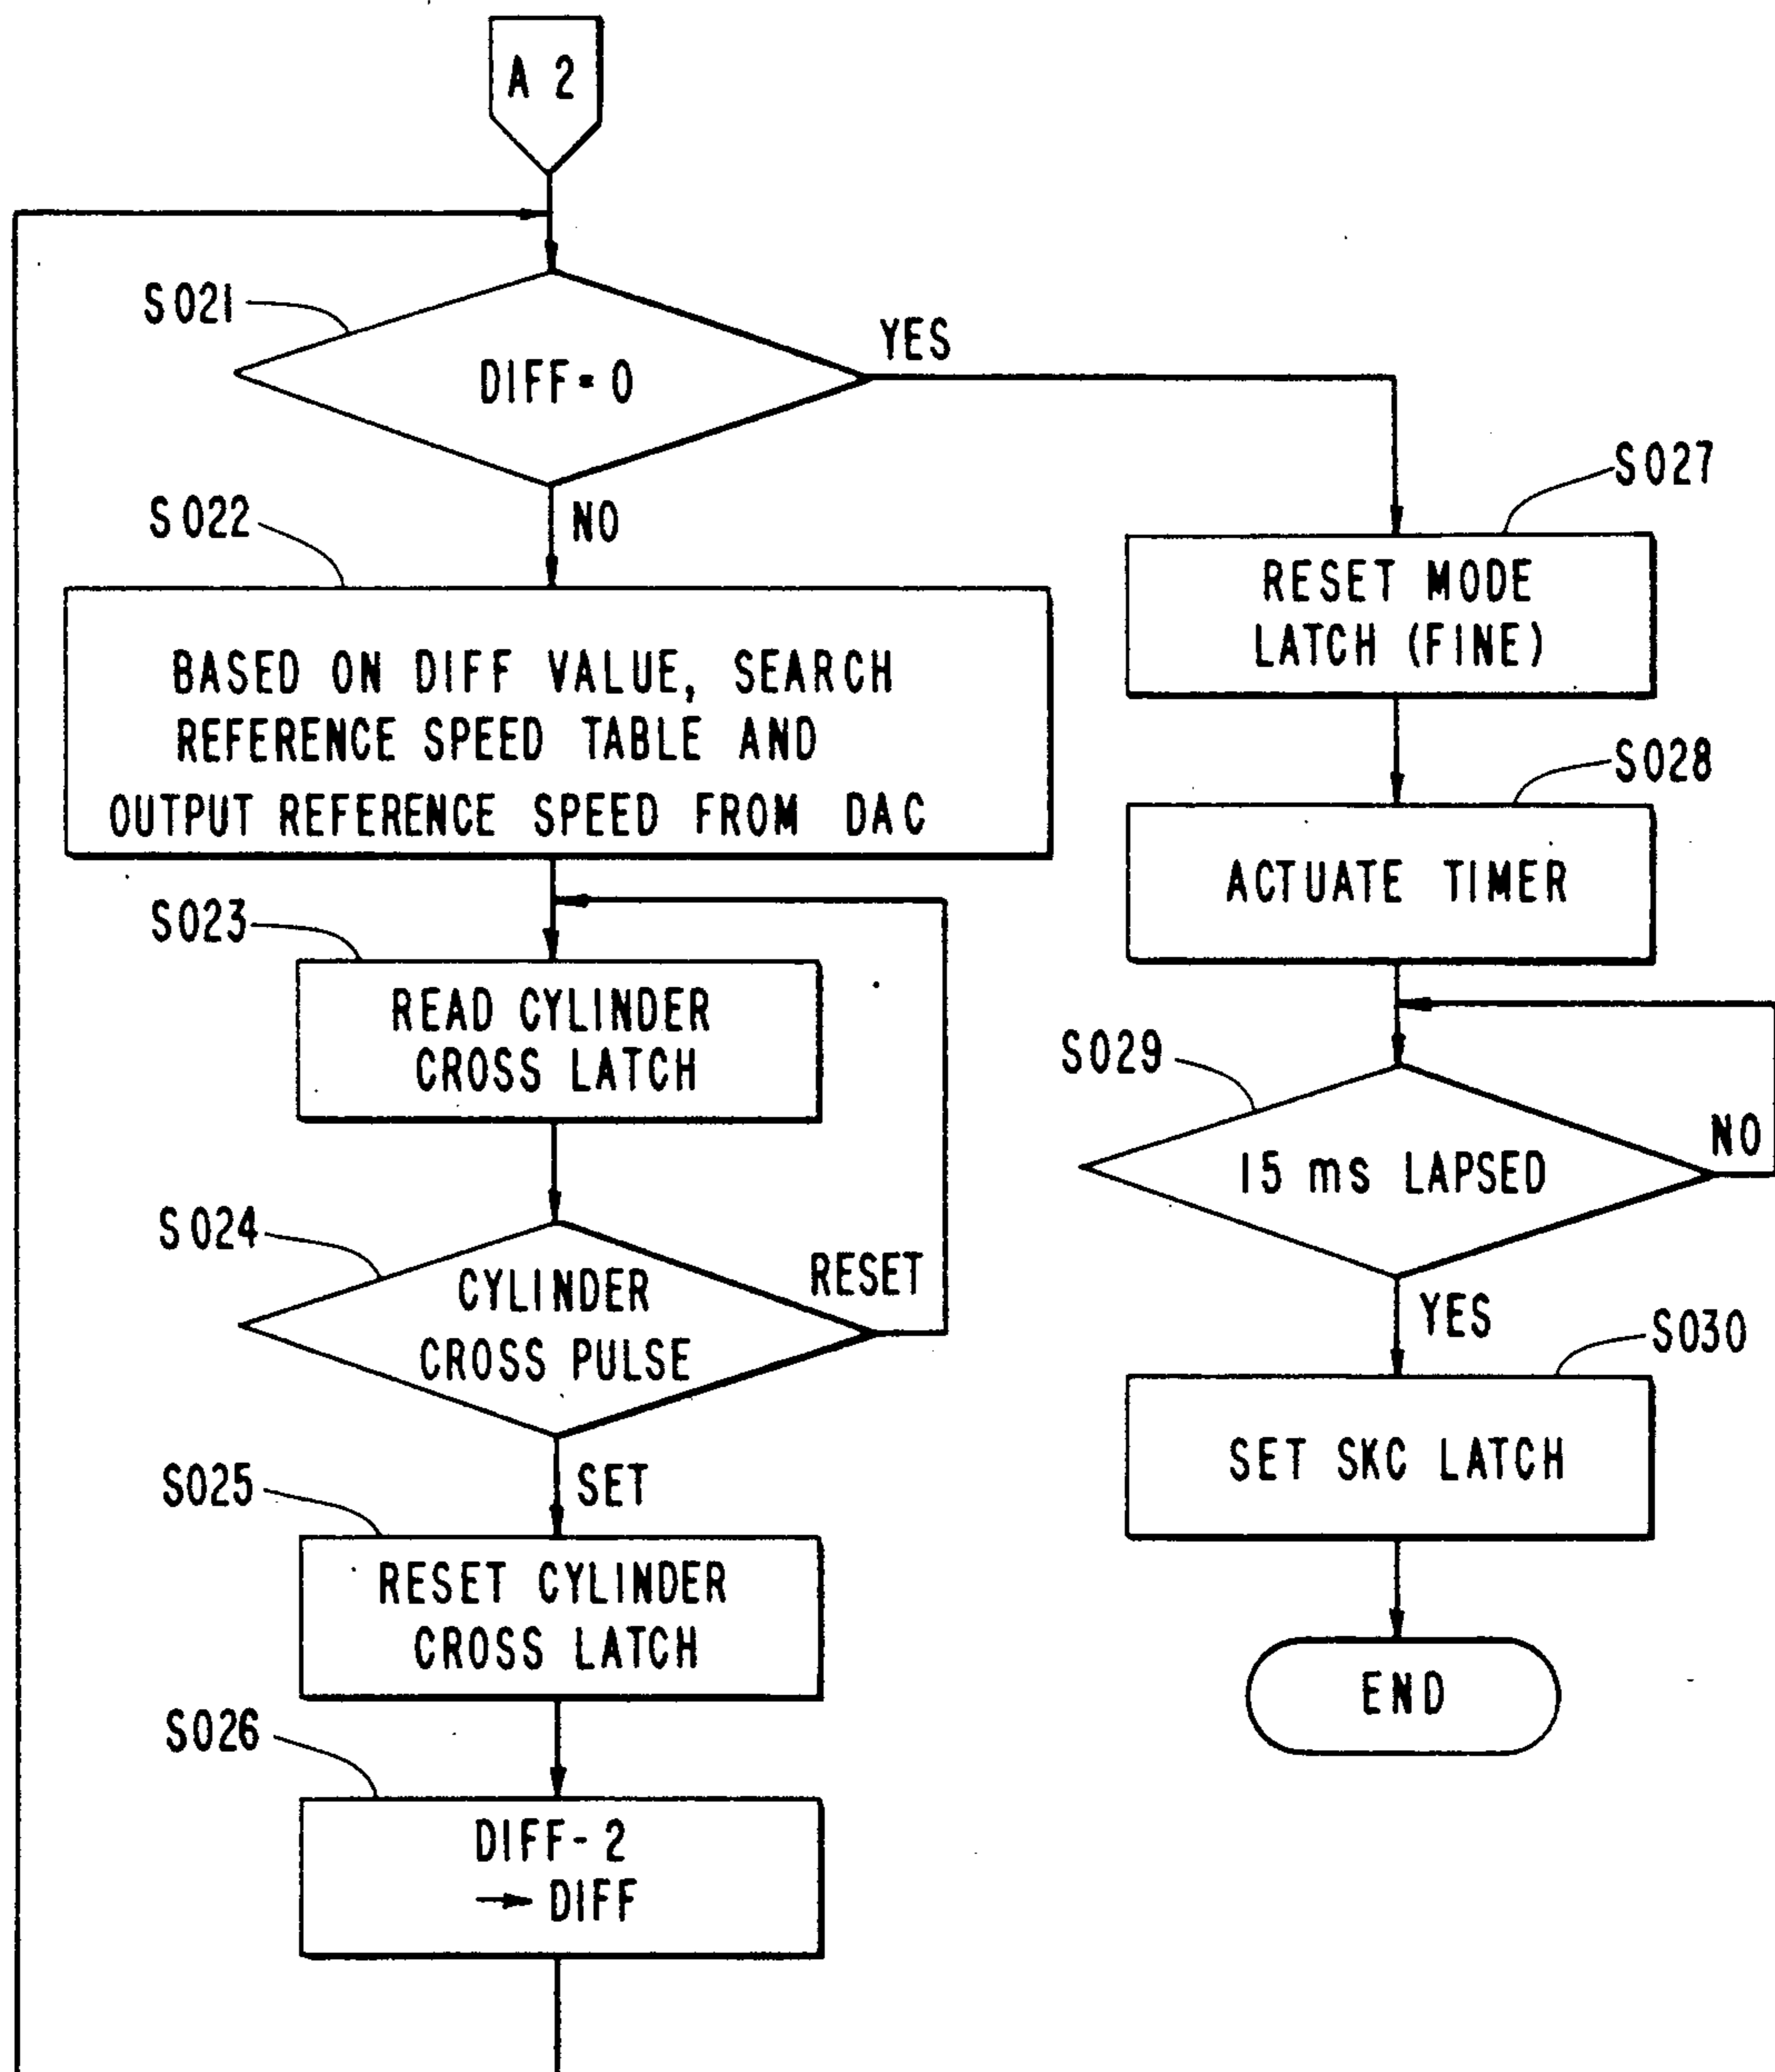 A 2
S021
DIFF=0
YES
NO
S022
BASED ON DIFF VALUE, SEARCH
REFERENCE SPEED TABLE AND
OUTPUT REFERENCE SPEED FROM DAC
S023
READ CYLINDER
CROSS LATCH
S024
CYLINDER
CROSS PULSE
RESET
SET
S025
RESET CYLINDER
CROSS LATCH
S026
DIFF-2
→ DIFF
S027
RESET MODE
LATCH (FINE)
S028
ACTUATE TIMER
S029
15 ms LAPSED
NO
YES
S030
SET SKC LATCH
END